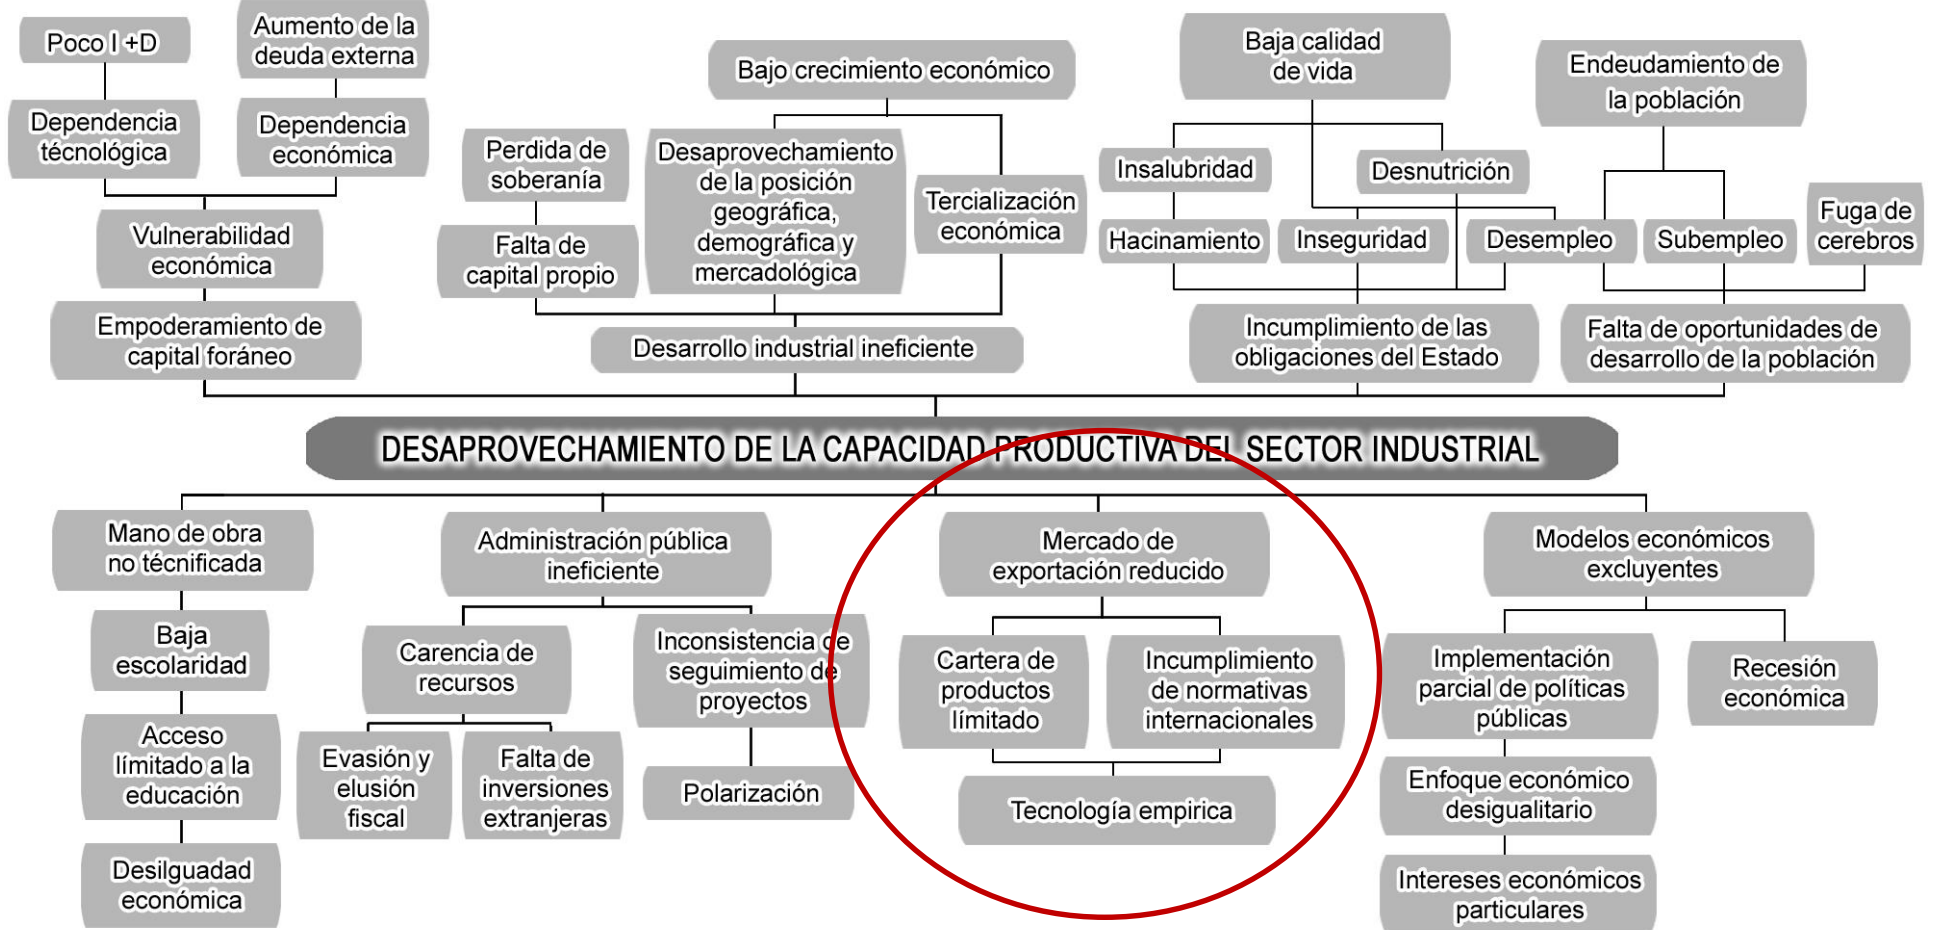 Poco I +D
Aumento de la
deuda externa
Bajo crecimiento económico
Baja calidad
de vida
Endeudamiento de
la población
Dependencia
técnológica
Dependencia
económica
Perdida de
soberanía
Desaprovechamiento
de la posición
geográfica,
demográfica y
mercadológica
Tercialización
económica
Insalubridad
Desnutrición
Fuga de
cerebros
Vulnerabilidad
económica
Falta de
capital propio
Hacinamiento
Inseguridad
Desempleo
Subempleo
Empoderamiento de
capital foráneo
Desarrollo industrial ineficiente
Incumplimiento de las
obligaciones del Estado
Falta de oportunidades de
desarrollo de la población
DESAPROVECHAMIENTO DE LA CAPACIDAD PRODUCTIVA DEL SECTOR INDUSTRIAL
Mano de obra
no técnificada
Administración pública
ineficiente
Mercado de
exportación reducido
Modelos económicos
excluyentes
Baja
escolaridad
Carencia de
recursos
Inconsistencia de
seguimiento de
proyectos
Cartera de
productos
límitado
Incumplimiento
de normativas
internacionales
Implementación
parcial de políticas
públicas
Recesión
económica
Acceso
límitado a la
educación
Evasión y
elusión
fiscal
Falta de
inversiones
extranjeras
Polarización
Tecnología empirica
Enfoque económico
desigualitario
Desilguadad
económica
Intereses económicos
particulares